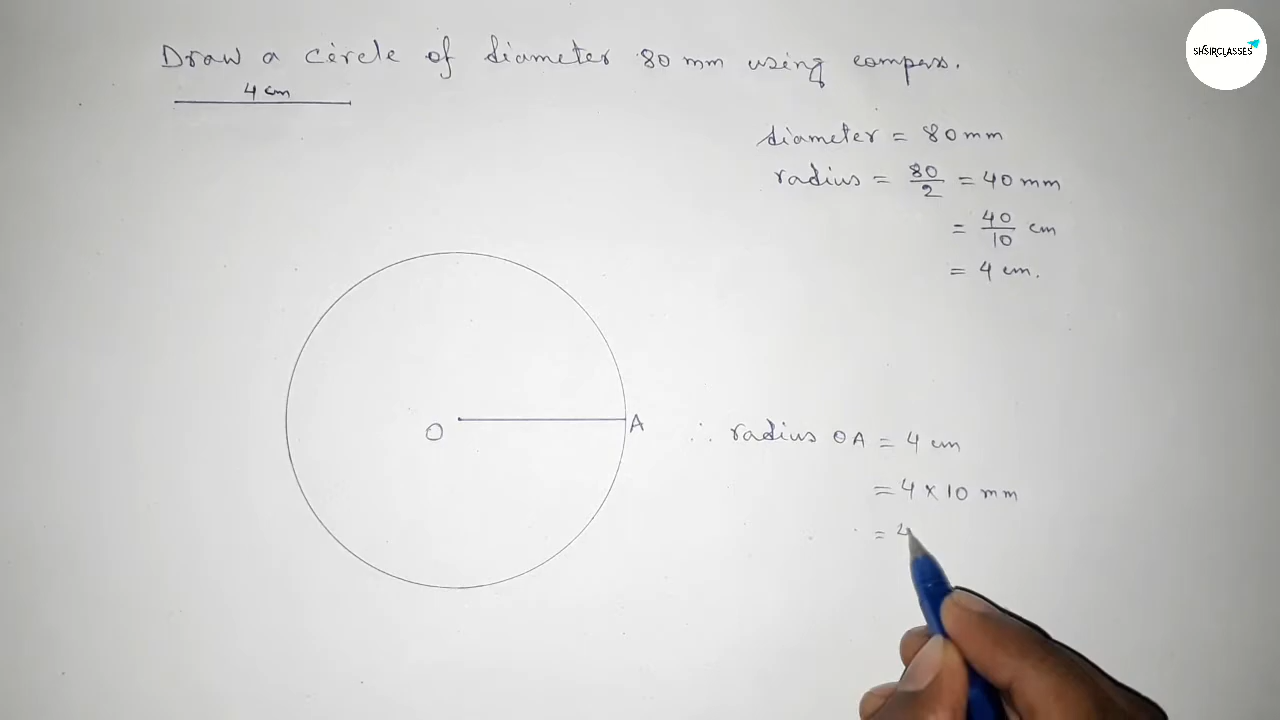 Draw a circle of diameter 80 mm using compass.
4 cm
SHSIRCLASSES
diameter = 80 mm
radius = 80/2 = 40 mm
= 40/10 cm
= 4 cm.
O
A
∴ radius OA = 4 cm
= 4 × 10 mm
= 4